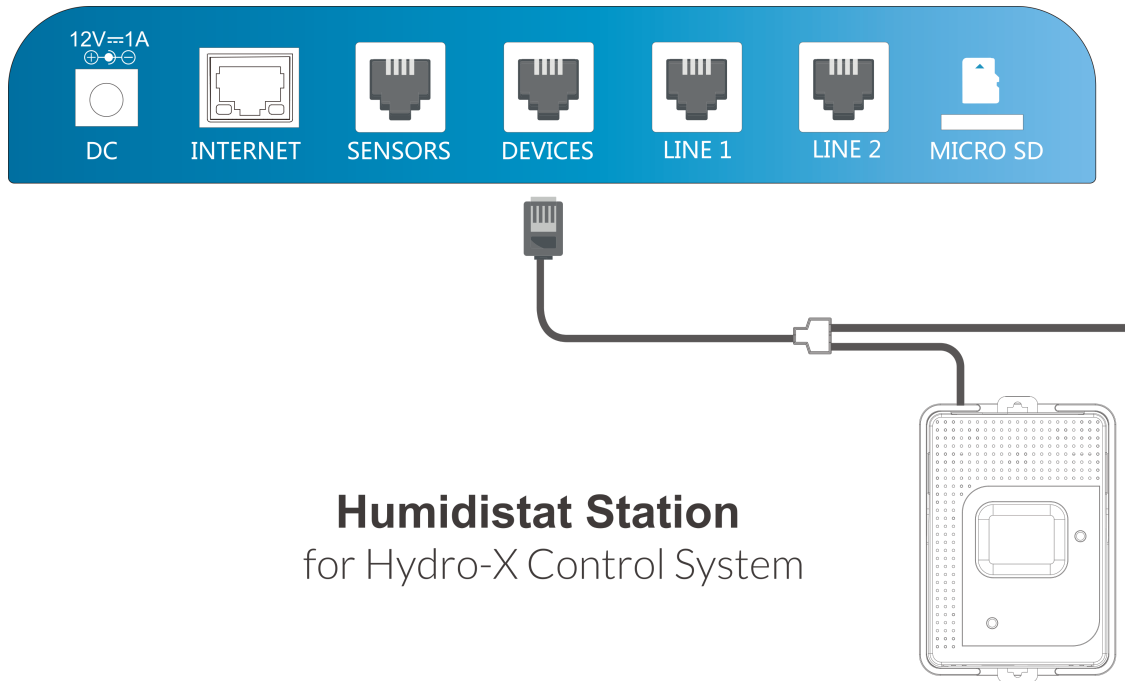 12V⎓1A
DC
INTERNET
SENSORS
DEVICES
LINE 1
LINE 2
MICRO SD
Humidistat Station
for Hydro-X Control System